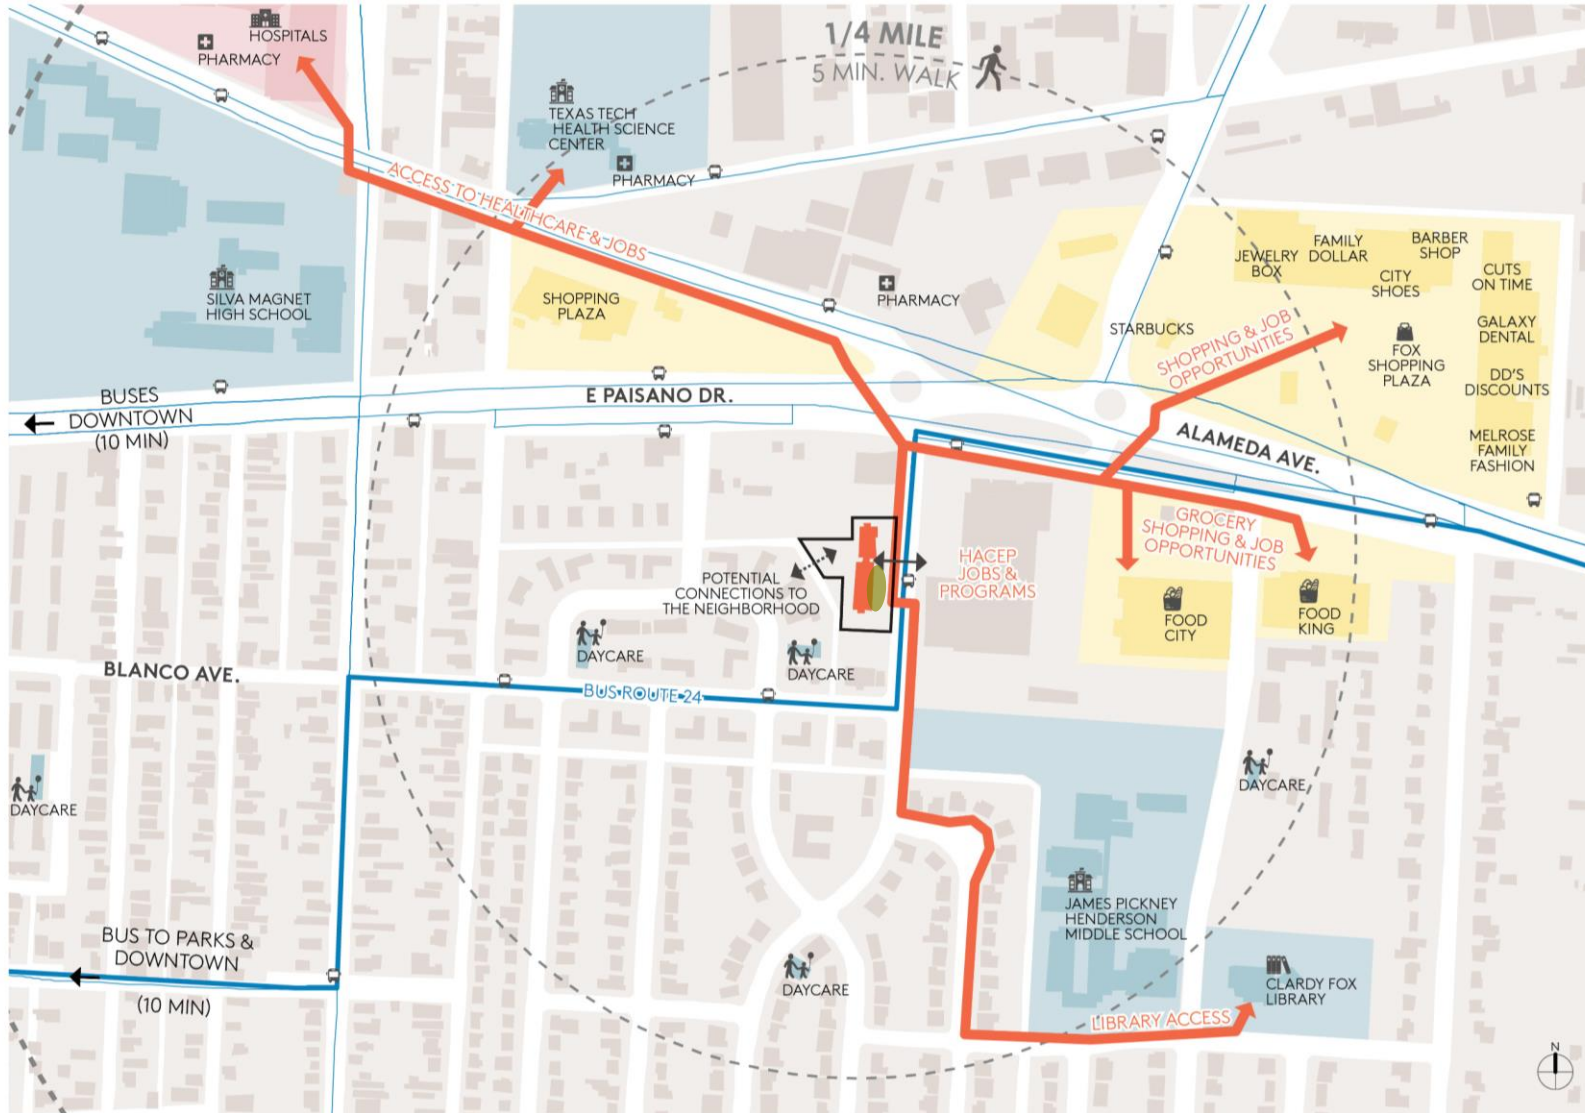 HOSPITALS
PHARMACY
1/4 MILE
5 MIN. WALK
TEXAS TECH
HEALTH SCIENCE
CENTER
PHARMACY
ACCESS TO HEALTHCARE & JOBS
SILVA MAGNET
HIGH SCHOOL
SHOPPING
PLAZA
PHARMACY
JEWELRY
BOX
FAMILY
DOLLAR
BARBER
SHOP
CITY
SHOES
CUTS
ON TIME
STARBUCKS
SHOPPING & JOB
OPPORTUNITIES
FOX
SHOPPING
PLAZA
GALAXY
DENTAL
DD'S
DISCOUNTS
MELROSE
FAMILY
FASHION
BUSES
DOWNTOWN
(10 MIN)
E PAISANO DR.
ALAMEDA AVE.
GROCERY
SHOPPING & JOB
OPPORTUNITIES
HACEP
JOBS &
PROGRAMS
POTENTIAL
CONNECTIONS TO
THE NEIGHBORHOOD
FOOD
CITY
FOOD
KING
DAYCARE
DAYCARE
BLANCO AVE.
BUS ROUTE 24
DAYCARE
DAYCARE
JAMES PICKNEY
HENDERSON
MIDDLE SCHOOL
BUS TO PARKS &
DOWNTOWN
(10 MIN)
DAYCARE
CLARDY FOX
LIBRARY
LIBRARY ACCESS
N